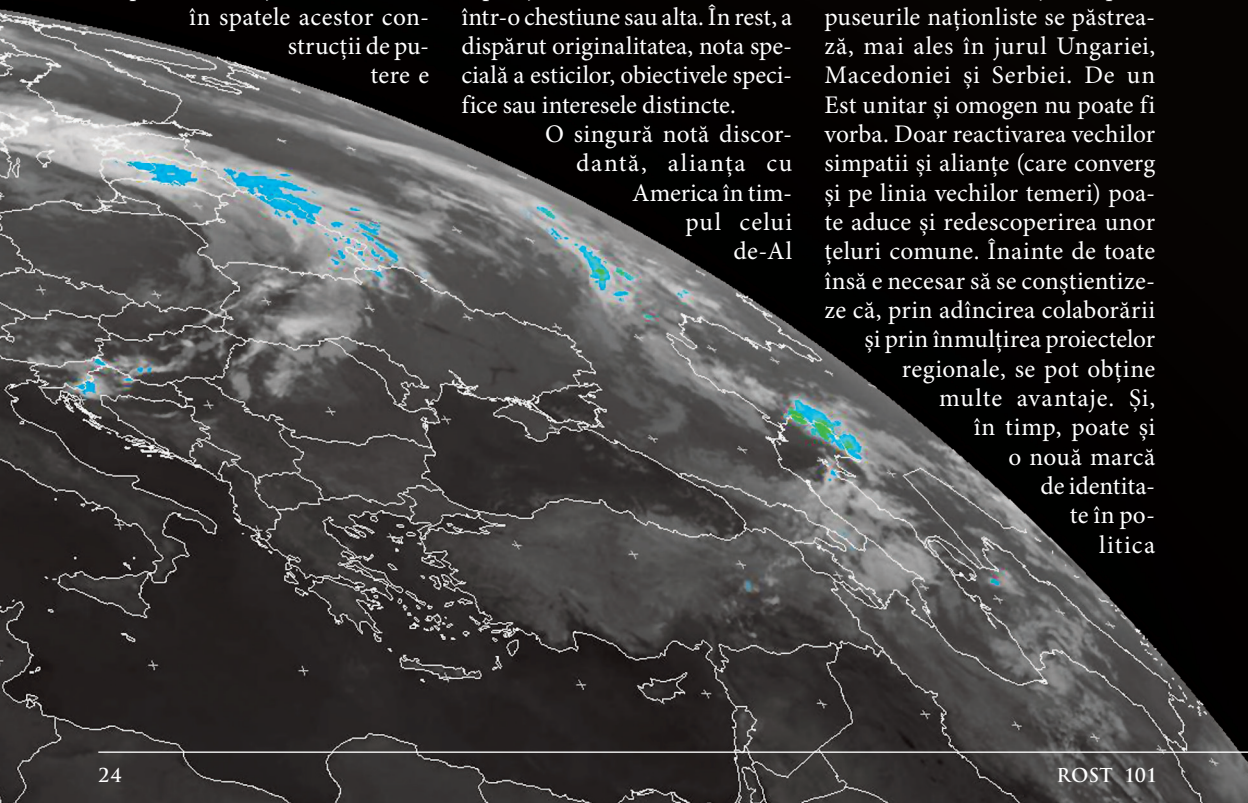 în spatele acestor con-
strucții de pu-
tere e
într-o chestiune sau alta. În rest, a
dispărut originalitatea, nota spe-
cială a esticilor, obiectivele speci-
fice sau interesele distincte.
O singură notă discor-
dantă, alianța cu
America în tim-
pul celui
de-Al
puseurile naționliste se păstrea-
ză, mai ales în jurul Ungariei,
Macedoniei și Serbiei. De un
Est unitar și omogen nu poate fi
vorba. Doar reactivarea vechilor
simpatii și alianțe (care converg
și pe linia vechilor temeri) poa-
te aduce și redescoperirea unor
țeluri comune. Înainte de toate
însă e necesar să se conștientize-
ze că, prin adîncirea colaborării
și prin înmulțirea proiectelor
regionale, se pot obține
multe avantaje. Și,
în timp, poate și
o nouă marcă
de identita-
te în po-
litica
24
ROST 101